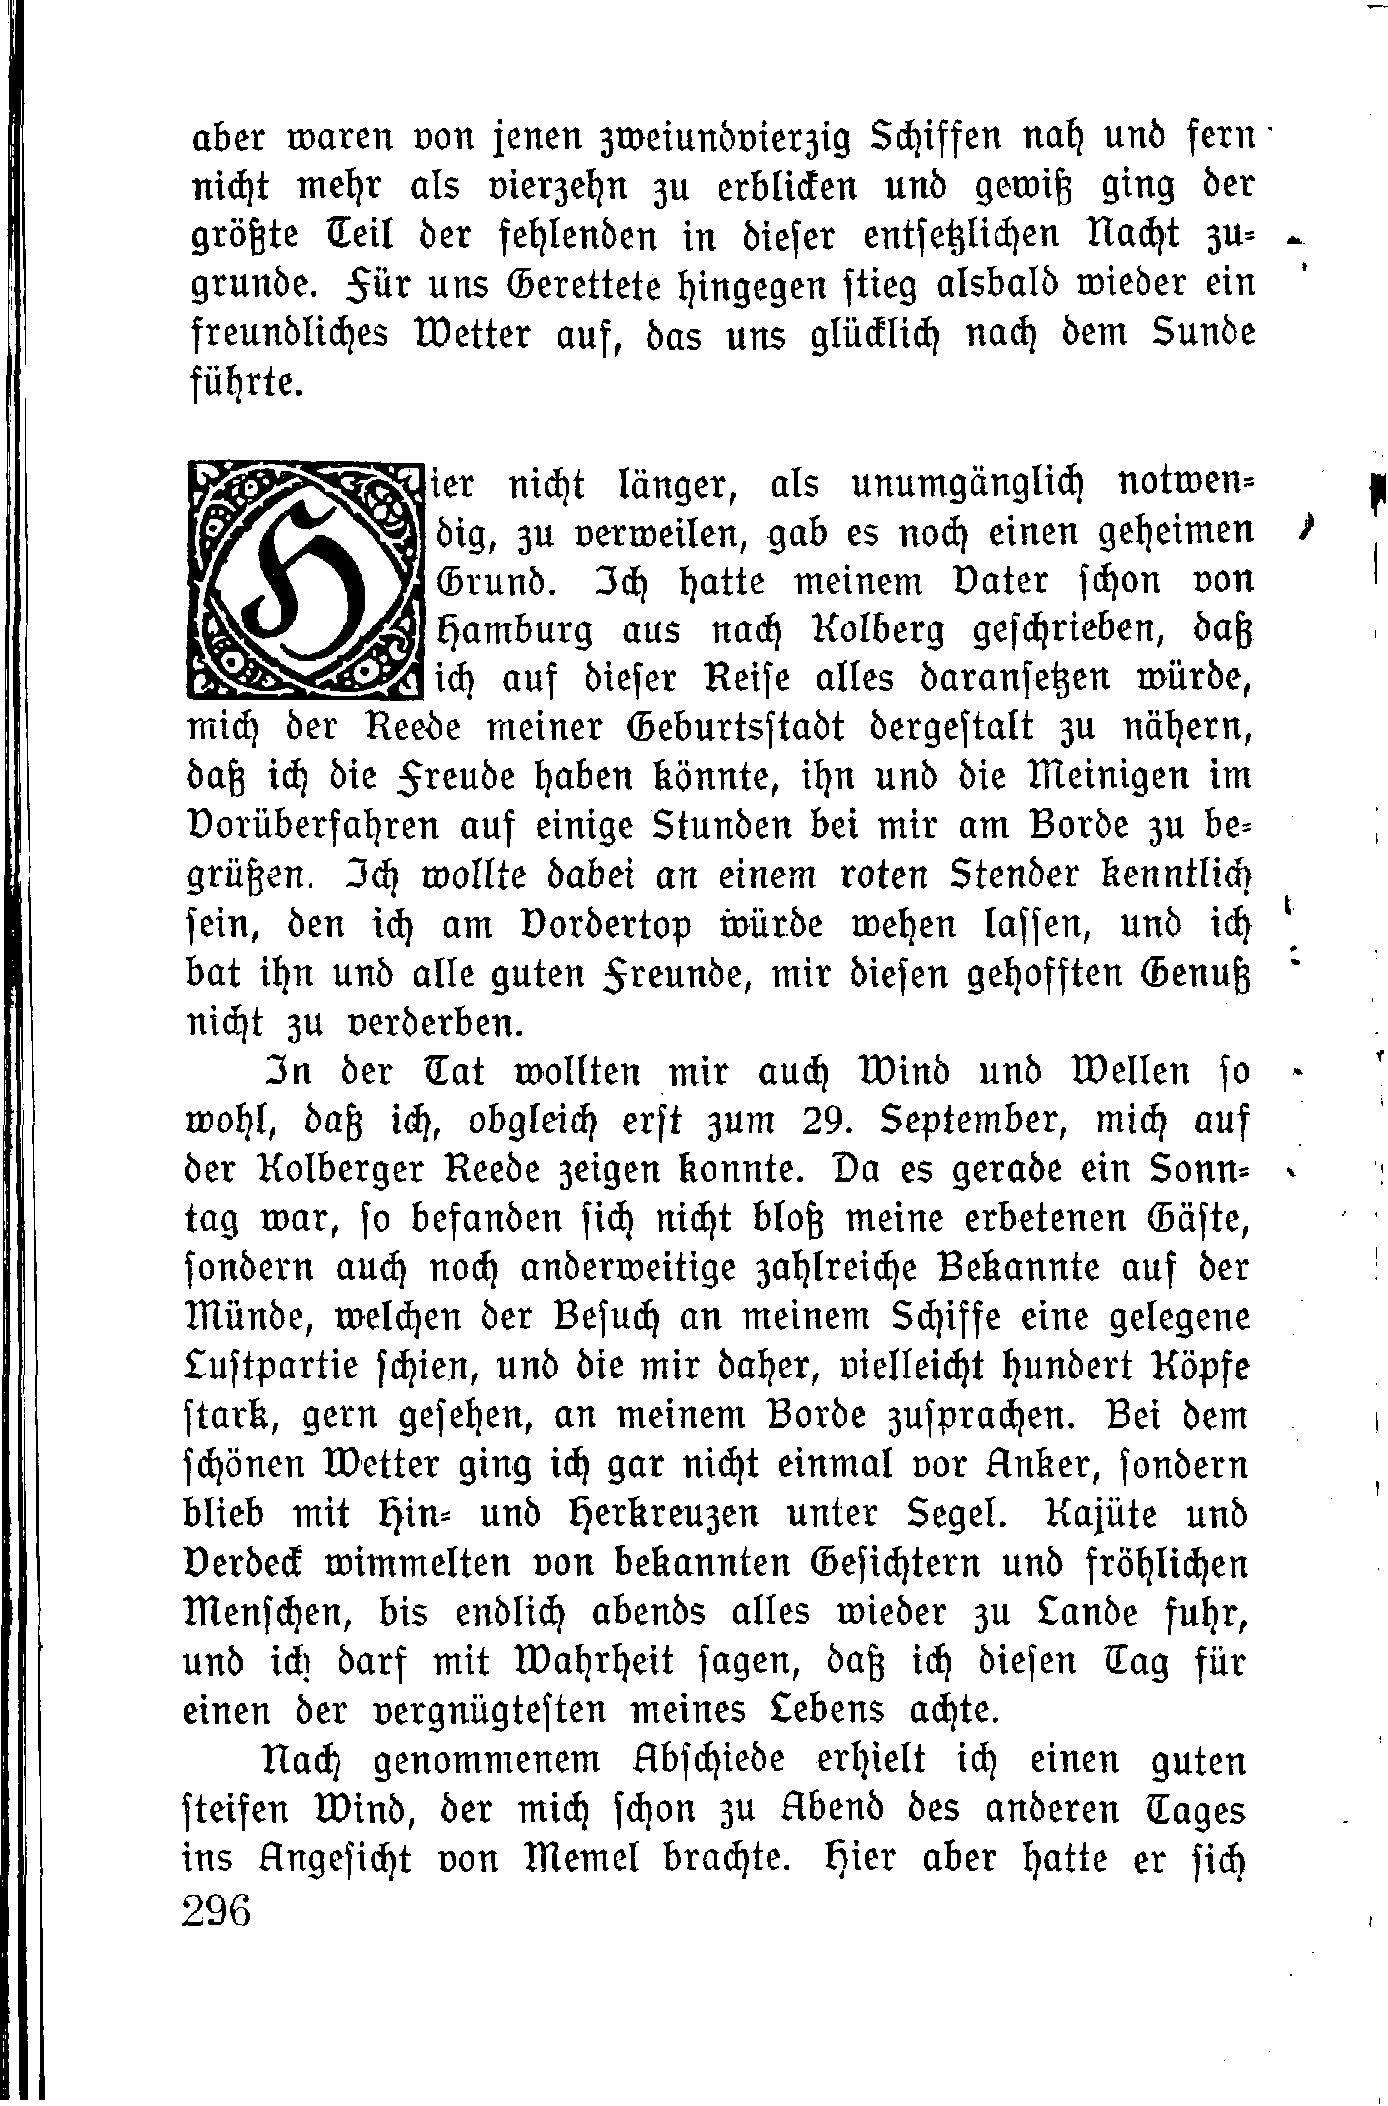 aber waren von jenen zweiundvierzig Schiffen nah und fern
nicht mehr als vierzehn zu erblicken und gewiß ging der
größte Teil der fehlenden in dieser entsetzlichen Nacht zu=
grunde. Für uns Gerettete hingegen stieg alsbald wieder ein
freundliches Wetter auf, das uns glücklich nach dem Sunde
führte.
Hier nicht länger, als unumgänglich notwen=
dig, zu verweilen, gab es noch einen geheimen
Grund. Ich hatte meinem Vater schon von
Hamburg aus nach Kolberg geschrieben, daß
ich auf dieser Reise alles daransetzen würde,
mich der Reede meiner Geburtsstadt dergestalt zu nähern,
daß ich die Freude haben könnte, ihn und die Meinigen im
Vorüberfahren auf einige Stunden bei mir am Borde zu be=
grüßen. Ich wollte dabei an einem roten Stender kenntlich
sein, den ich am Vordertop würde wehen lassen, und ich
bat ihn und alle guten Freunde, mir diesen gehofften Genuß
nicht zu verderben.
In der Tat wollten mir auch Wind und Wellen so
wohl, daß ich, obgleich erst zum 29. September, mich auf
der Kolberger Reede zeigen konnte. Da es gerade ein Sonn=
tag war, so befanden sich nicht bloß meine erbetenen Gäste,
sondern auch noch anderweitige zahlreiche Bekannte auf der
Münde, welchen der Besuch an meinem Schiffe eine gelegene
Lustpartie schien, und die mir daher, vielleicht hundert Köpfe
stark, gern gesehen, an meinem Borde zusprachen. Bei dem
schönen Wetter ging ich gar nicht einmal vor Anker, sondern
blieb mit Hin= und Herkreuzen unter Segel. Kajüte und
Verdeck wimmelten von bekannten Gesichtern und fröhlichen
Menschen, bis endlich abends alles wieder zu Lande fuhr,
und ich darf mit Wahrheit sagen, daß ich diesen Tag für
einen der vergnügtesten meines Lebens achte.
Nach genommenem Abschiede erhielt ich einen guten
steifen Wind, der mich schon zu Abend des anderen Tages
ins Angesicht von Memel brachte. Hier aber hatte er sich
296